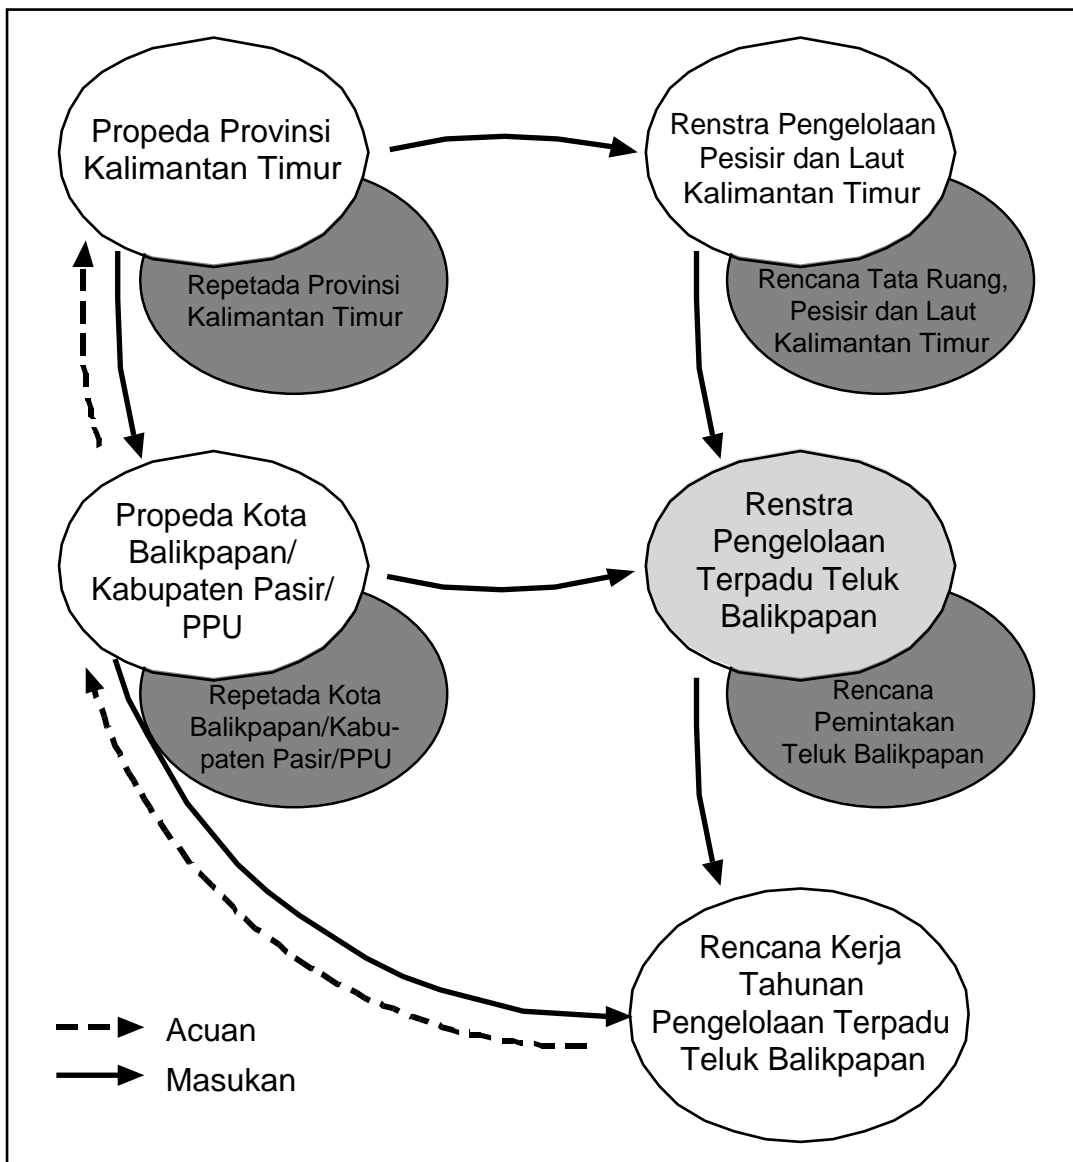 Propeda Provinsi
Kalimantan Timur
Renstra Pengelolaan
Pesisir dan Laut
Kalimantan Timur
Repetada Provinsi
Kalimantan Timur
Rencana Tata Ruang,
Pesisir dan Laut
Kalimantan Timur
Propeda Kota
Balikpapan/
Kabupaten Pasir/
PPU
Renstra
Pengelolaan
Terpadu Teluk
Balikpapan
Repetada Kota
Balikpapan/Kabu-
paten Pasir/PPU
Rencana
Pemintakan
Teluk Balikpapan
Rencana Kerja
Tahunan
Pengelolaan Terpadu
Teluk Balikpapan
Acuan
Masukan